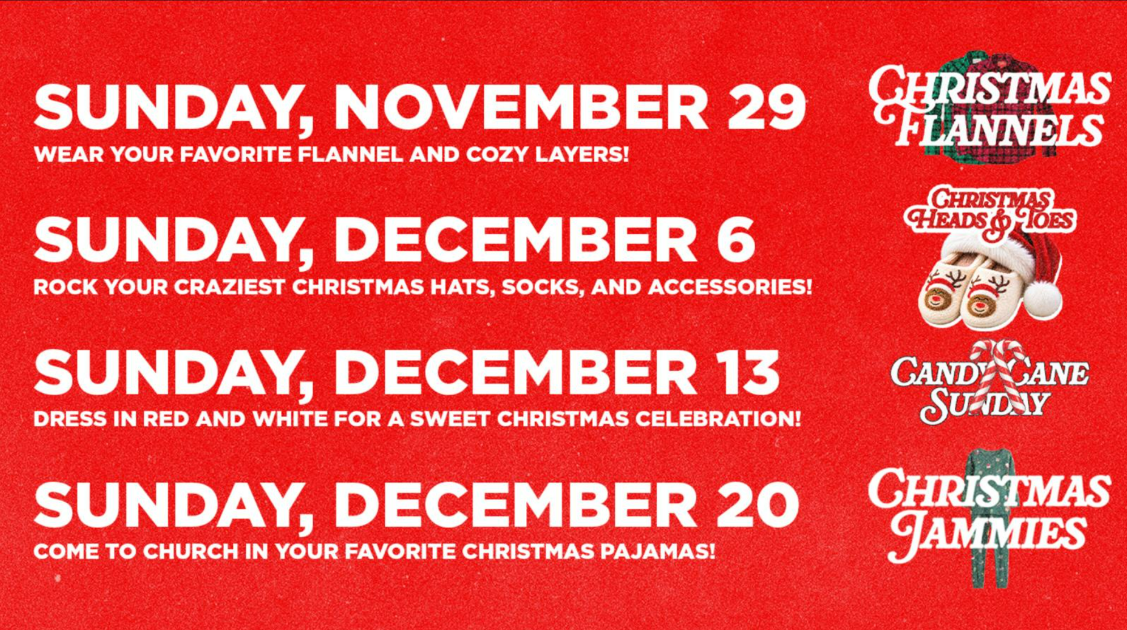 SUNDAY, NOVEMBER 29
WEAR YOUR FAVORITE FLANNEL AND COZY LAYERS!
CHRISTMAS
FLANNELS
SUNDAY, DECEMBER 6
ROCK YOUR CRAZIEST CHRISTMAS HATS, SOCKS, AND ACCESSORIES!
CHRISTMAS
HEADS & TOES
SUNDAY, DECEMBER 13
DRESS IN RED AND WHITE FOR A SWEET CHRISTMAS CELEBRATION!
CANDY CANE
SUNDAY
SUNDAY, DECEMBER 20
COME TO CHURCH IN YOUR FAVORITE CHRISTMAS PAJAMAS!
CHRISTMAS
JAMMIES